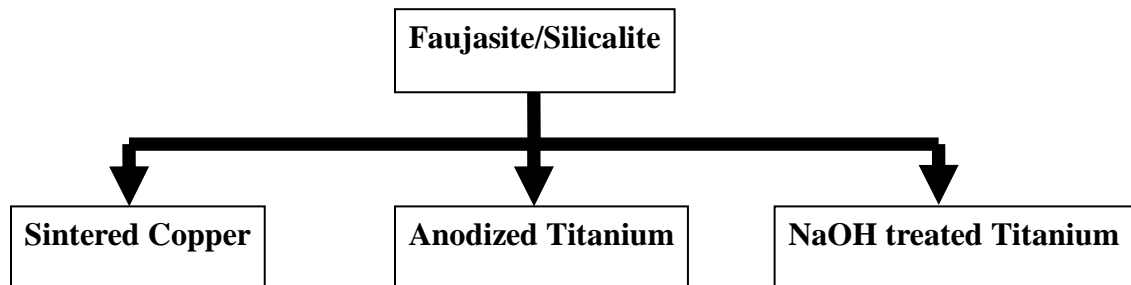 Faujasite/Silicalite
Sintered Copper
Anodized Titanium
NaOH treated Titanium